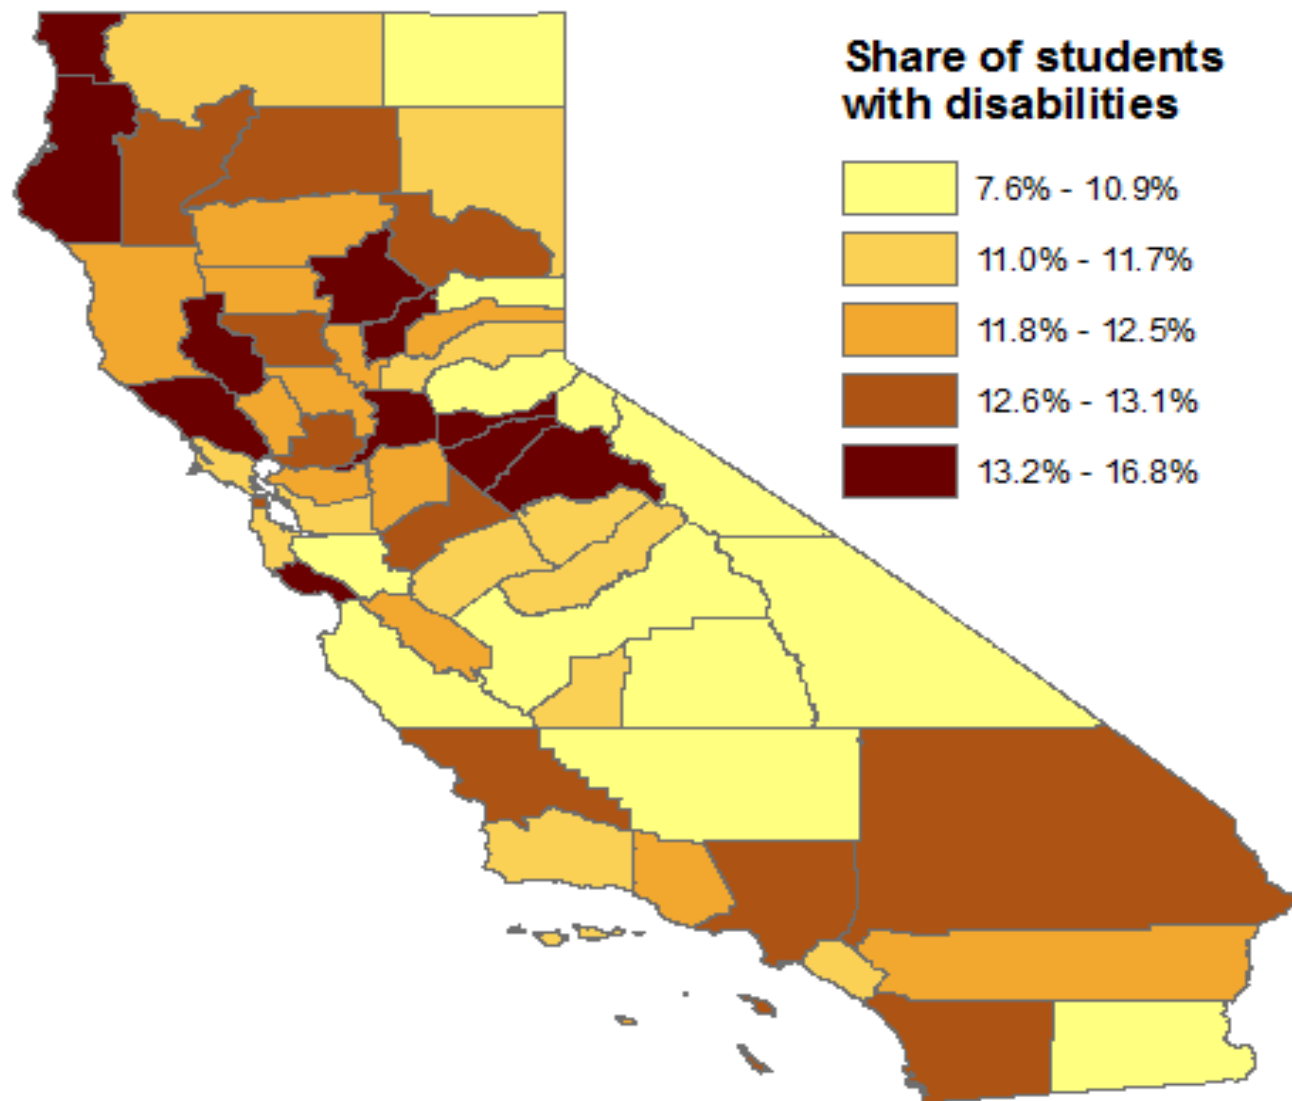 Share of students
with disabilities
7.6% - 10.9%
11.0% - 11.7%
11.8% - 12.5%
12.6% - 13.1%
13.2% - 16.8%